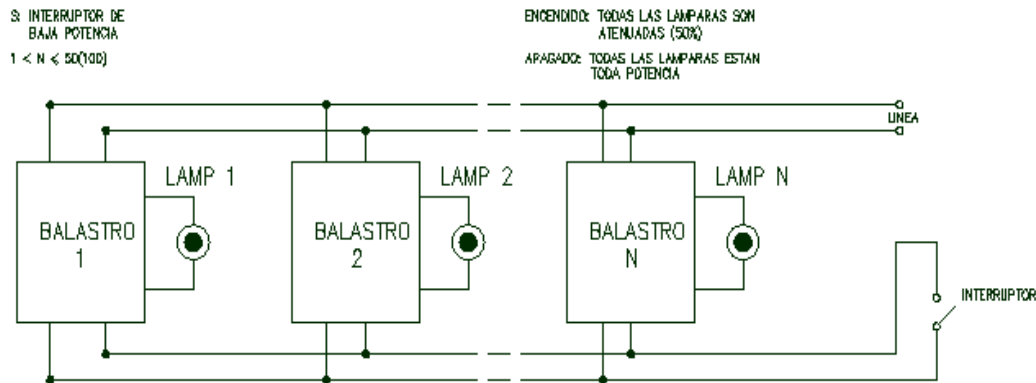 S: INTERRUPTOR DE
BAJA POTENCIA
1 < N < 50(100)
ENCENDIDO: TODAS LAS LAMPARAS SON
ATENUADAS (50%)
APAGADO: TODAS LAS LAMPARAS ESTAN
TODA POTENCIA
LINEA
LAMP 1
LAMP 2
LAMP N
BALASTRO
1
BALASTRO
2
BALASTRO
N
INTERRUPTOR